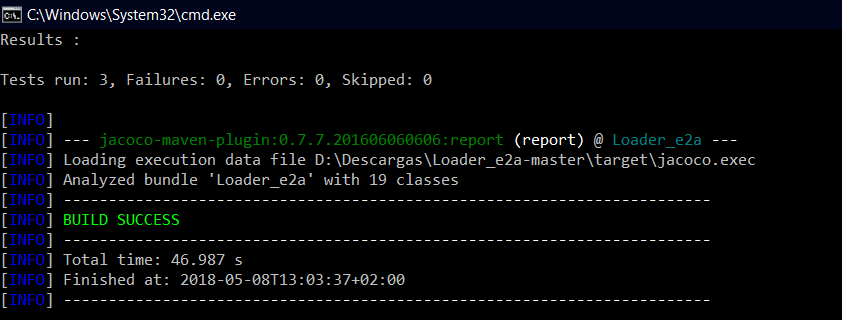 C:\Windows\System32\cmd.exe
Results :
Tests run: 3, Failures: 0, Errors: 0, Skipped: 0
[INFO]
[INFO] --- jacoco-maven-plugin:0.7.7.201606060606:report (report) @ Loader_e2a ---
[INFO] Loading execution data file D:\Descargas\Loader_e2a-master\target\jacoco.exec
[INFO] Analyzed bundle 'Loader_e2a' with 19 classes
[INFO] ------------------------------------------------------------------------
[INFO] BUILD SUCCESS
[INFO] ------------------------------------------------------------------------
[INFO] Total time: 46.987 s
[INFO] Finished at: 2018-05-08T13:03:37+02:00
[INFO] ------------------------------------------------------------------------